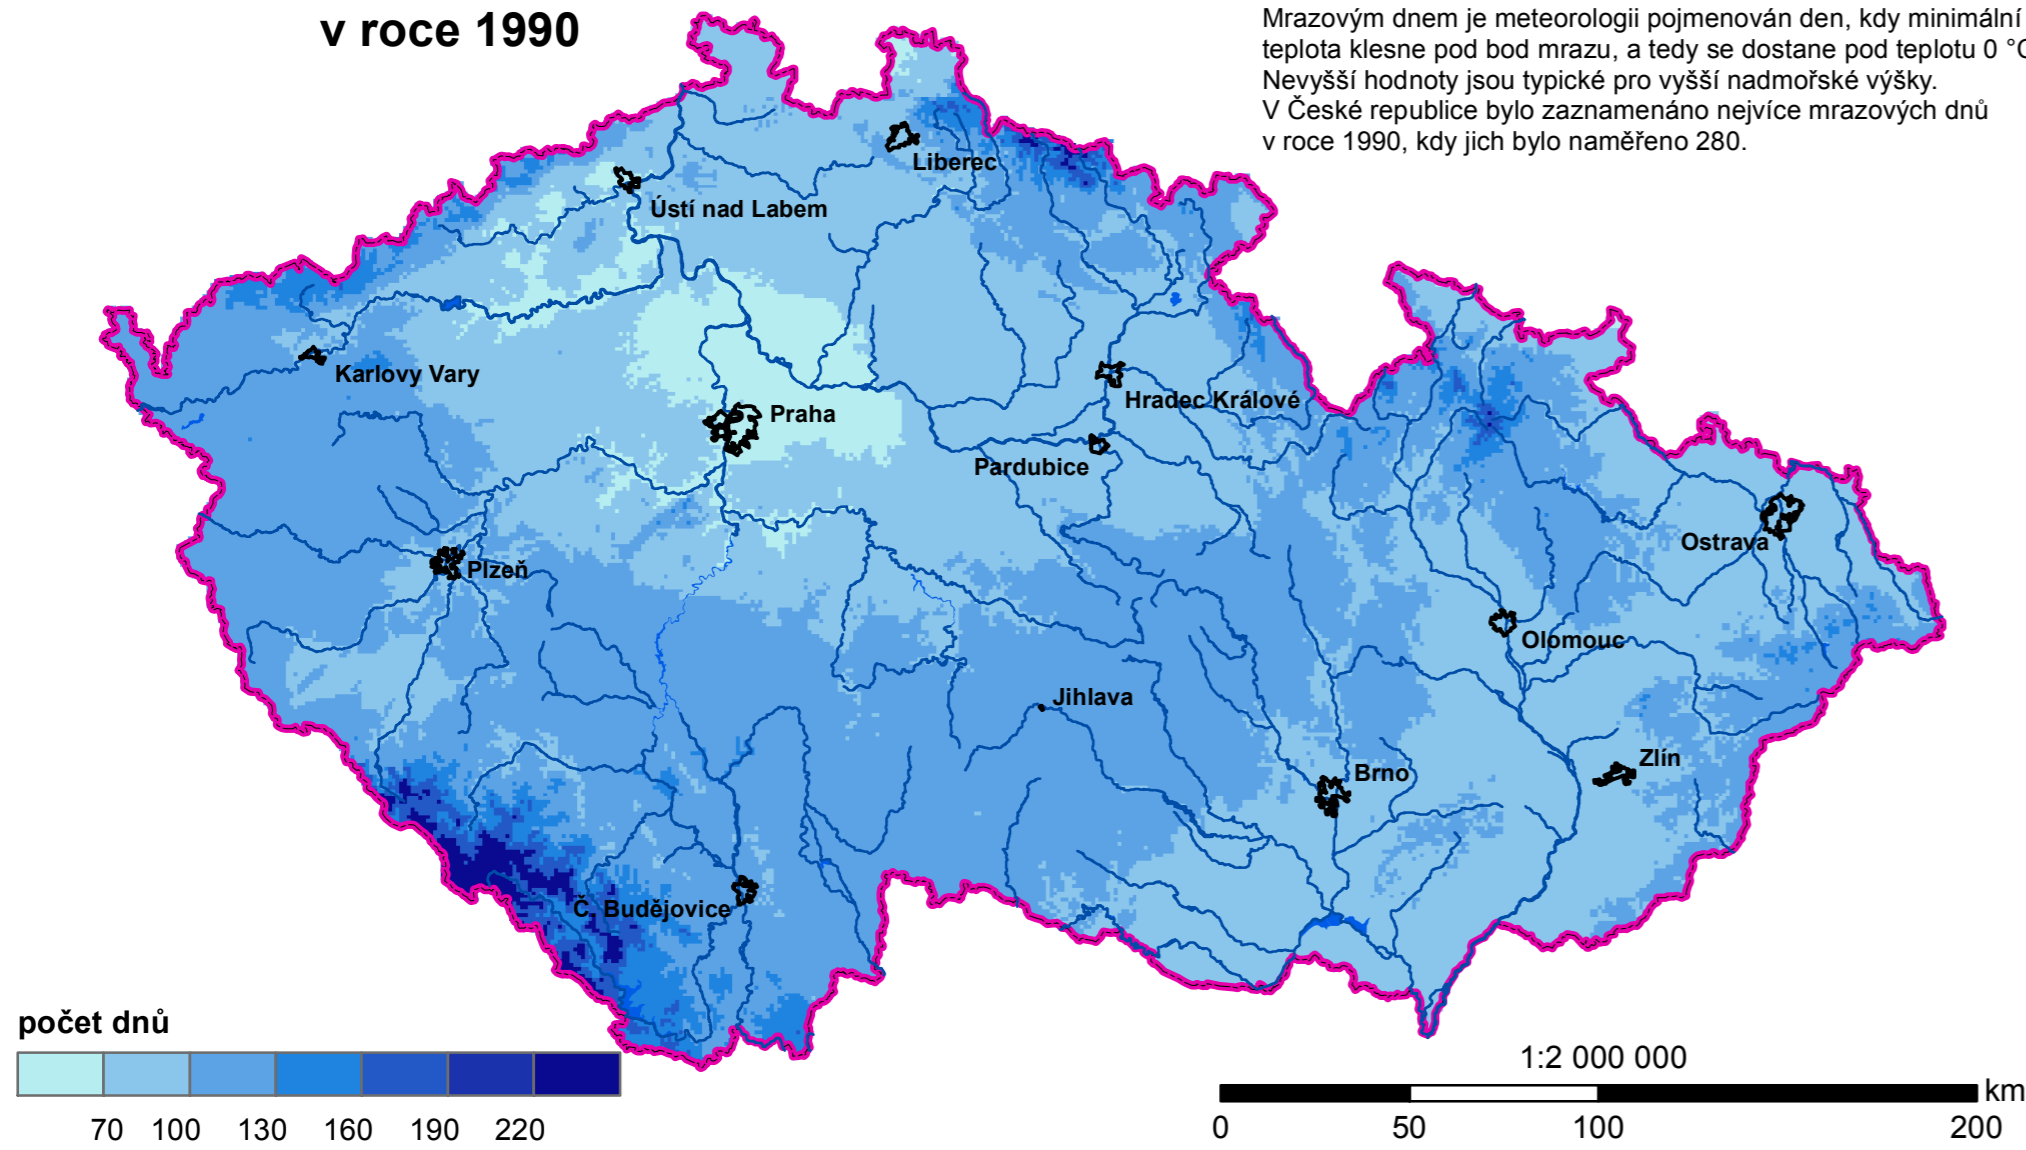 v roce 1990
Mrazovým dnem je meteorologii pojmenován den, kdy minimální
teplota klesne pod bod mrazu, a tedy se dostane pod teplotu 0 °C
Nevyšší hodnoty jsou typické pro vyšší nadmořské výšky.
V České republice bylo zaznamenáno nejvíce mrazových dnů
v roce 1990, kdy jich bylo naměřeno 280.
Liberec
Ústí nad Labem
Karlovy Vary
Praha
Hradec Králové
Pardubice
Ostrava
Plzeň
Olomouc
Jihlava
Zlín
Brno
Č. Budějovice
počet dnů
70 100 130 160 190 220
1:2 000 000
km
0 50 100 200